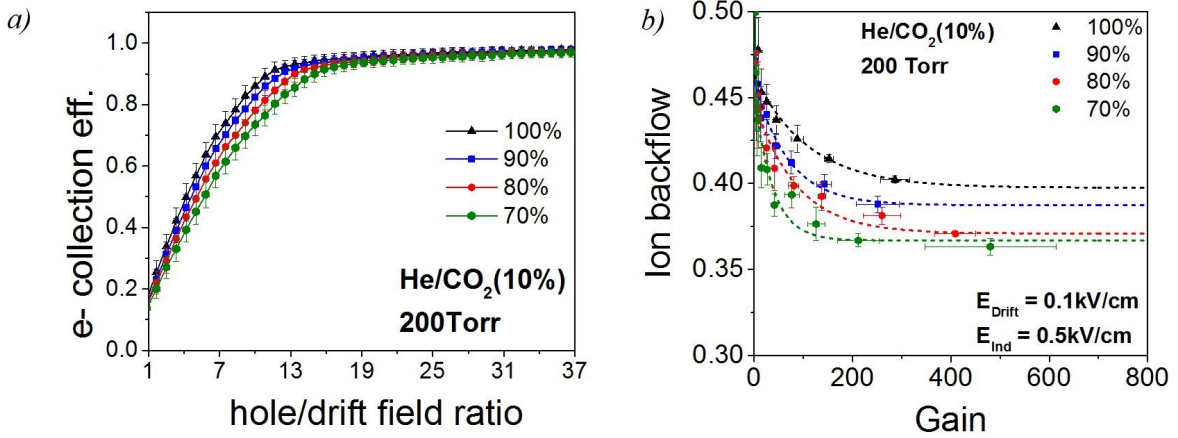 a)
e- collection eff.
1.0
0.8
0.6
0.4
0.2
0.0
100%
90%
80%
70%
He/CO₂(10%)
200Torr
1 7 13 19 25 31 37
hole/drift field ratio
b)
Ion backflow
0.50
0.45
0.40
0.35
0.30
He/CO₂(10%)
200 Torr
100%
90%
80%
70%
E_Drift = 0.1kV/cm
E_Ind = 0.5kV/cm
0 200 400 600 800
Gain